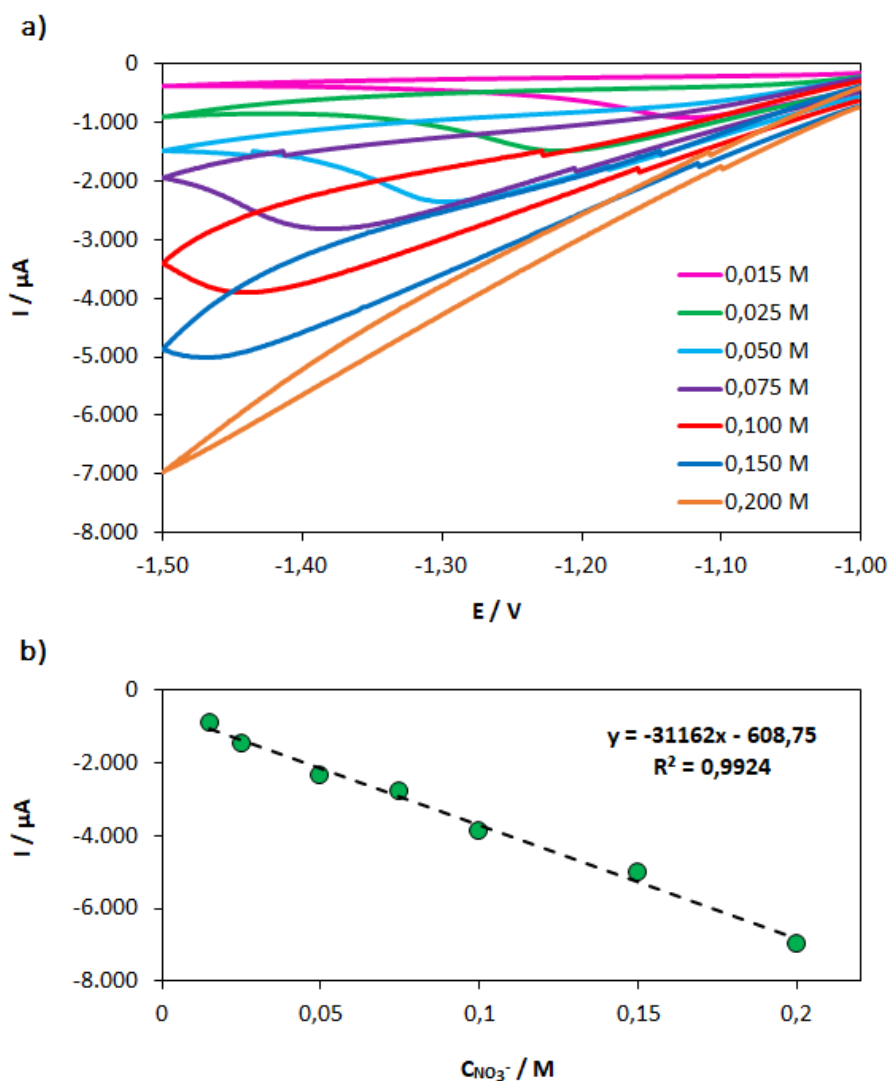 a)
0
-1.000
-2.000
-3.000
-4.000
-5.000
-6.000
-7.000
-8.000
I / µA
0,015 M
0,025 M
0,050 M
0,075 M
0,100 M
0,150 M
0,200 M
-1,50
-1,40
-1,30
-1,20
-1,10
-1,00
E / V
b)
0
-2.000
-4.000
-6.000
-8.000
I / µA
y = -31162x - 608,75
R² = 0,9924
0
0,05
0,1
0,15
0,2
C_NO₃⁻ / M